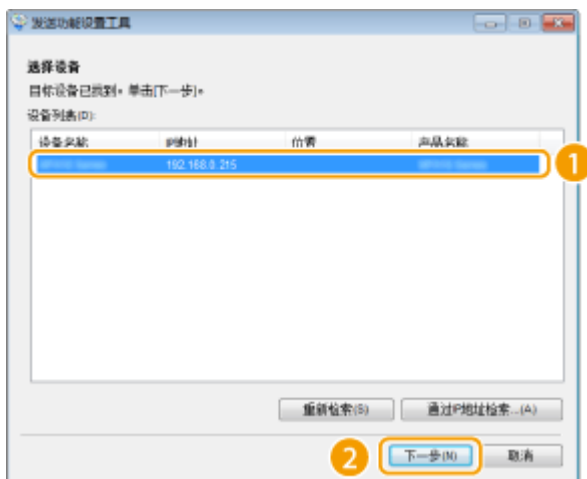 发送功能设置工具
选择设备
目标设备已找到。单击[下一步]。
设备列表(D):
设备名称 IP地址 位置 产品名称
192.168.0.215
1
重新检索(S) 通过IP地址检索...(A)
2 下一步(N) 取消